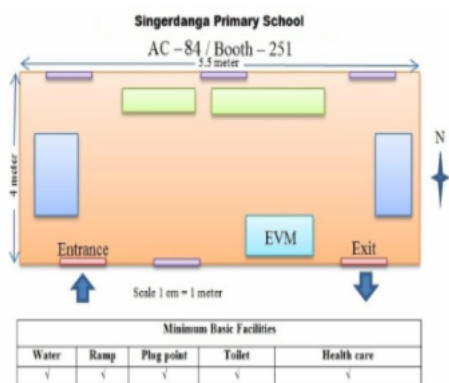 Singerdanga Primary School
AC – 84 / Booth – 251
5.5 meter
4 meter
N
EVM
Entrance
Exit
Scale 1 cm = 1 meter
Minimum Basic Facilities
Water Ramp Plug point Toilet Health care
√ √ √ √ √